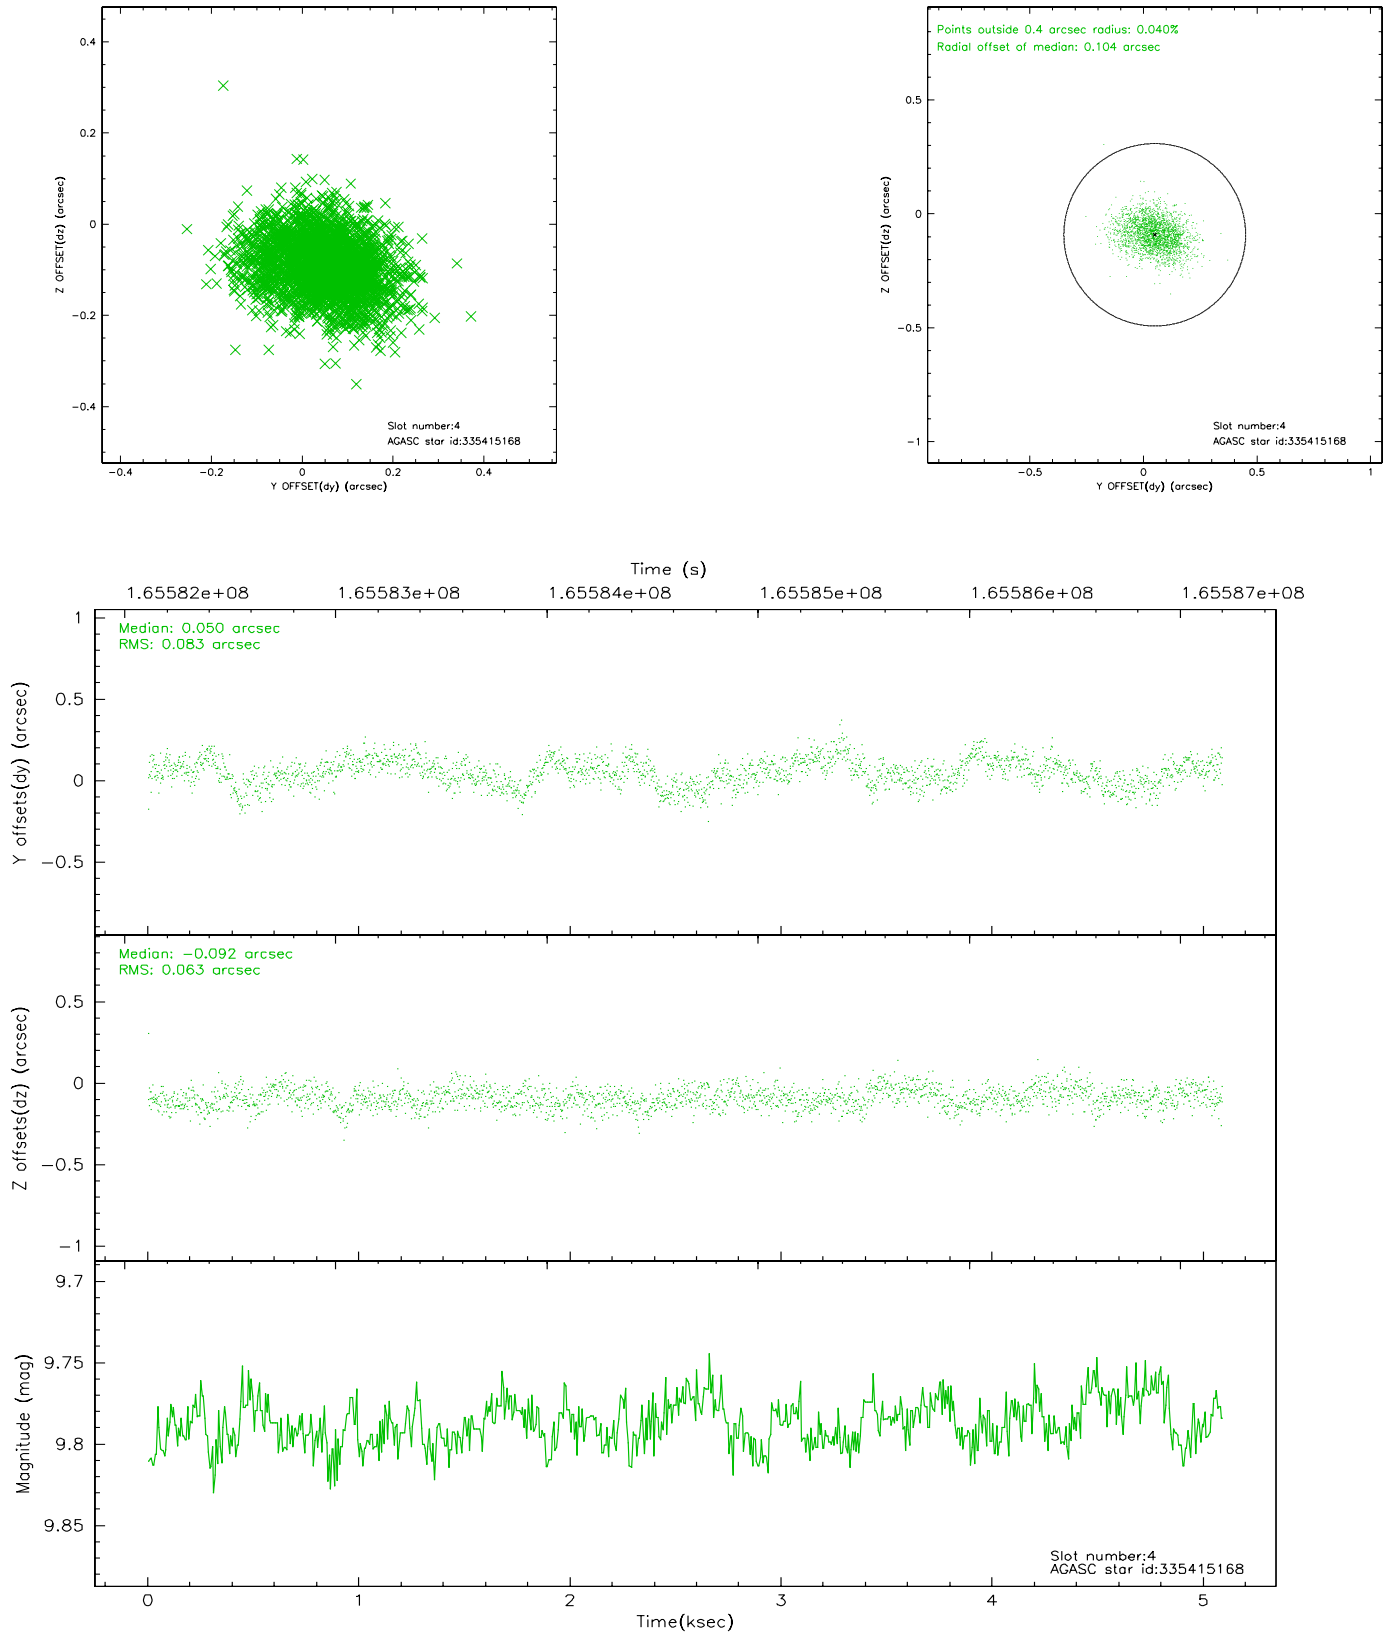 0.4
0.2
0
−0.2
−0.4
Z OFFSET(dz) (arcsec)
Slot number:4
AGASC star id:335415168
−0.4
−0.2
0
0.2
0.4
Y OFFSET(dy) (arcsec)
Points outside 0.4 arcsec radius: 0.040%
Radial offset of median: 0.104 arcsec
0.5
0
−0.5
−1
Z OFFSET(dz) (arcsec)
Slot number:4
AGASC star id:335415168
−0.5
0
0.5
1
Y OFFSET(dy) (arcsec)
Time (s)
1.65582e+08
1.65583e+08
1.65584e+08
1.65585e+08
1.65586e+08
1.65587e+08
Median: 0.050 arcsec
RMS: 0.083 arcsec
1
0.5
0
−0.5
Y offsets(dy) (arcsec)
Median: −0.092 arcsec
RMS: 0.063 arcsec
0.5
0
−0.5
−1
Z offsets(dz) (arcsec)
9.7
9.75
9.8
9.85
Magnitude (mag)
Slot number:4
AGASC star id:335415168
0
1
2
3
4
5
Time(ksec)